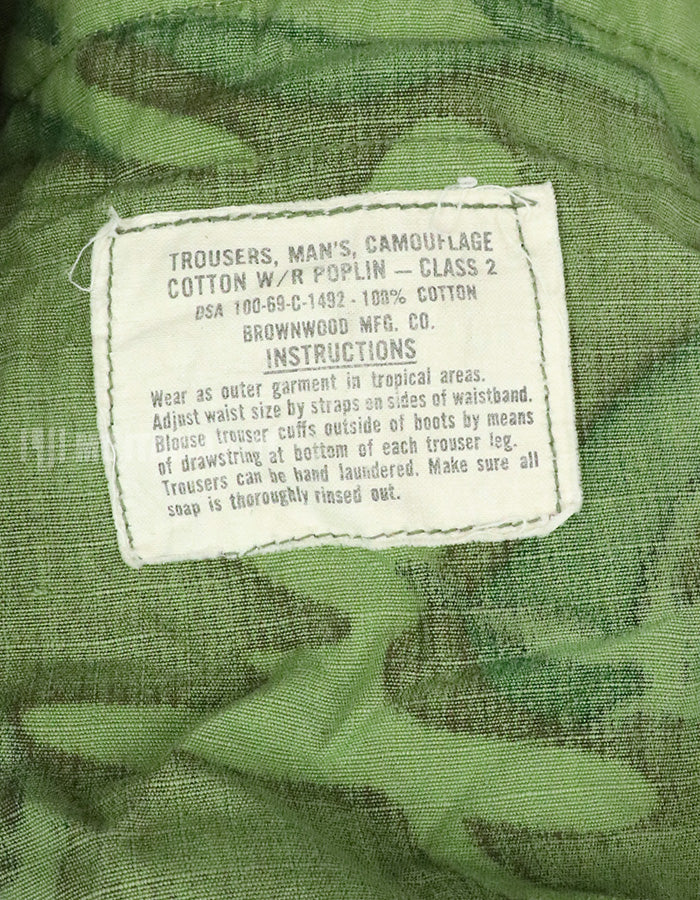 TROUSERS, MAN'S, CAMOUFLAGE
COTTON W/R POPLIN — CLASS 2
DSA 100-69-C-1492 - 100% COTTON
BROWNWOOD MFG. CO.
INSTRUCTIONS
Wear as outer garment in tropical areas.
Adjust waist size by straps on sides of waistband.
Blouse trouser cuffs outside of boots by means
of drawstring at bottom of each trouser leg.
Trousers can be hand laundered. Make sure all
soap is thoroughly rinsed out.